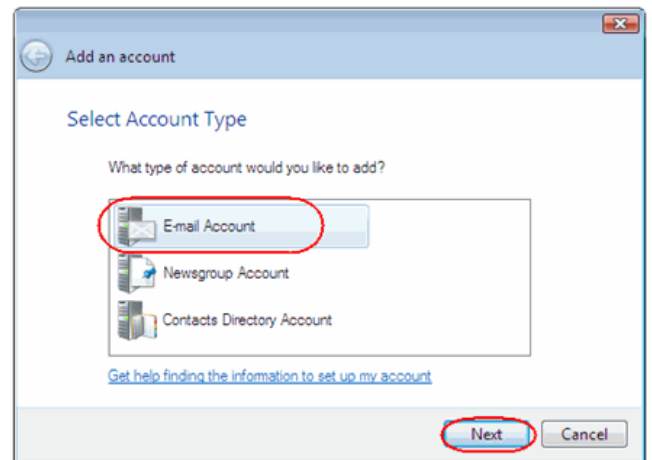 Add an account
Select Account Type
What type of account would you like to add?
E-mail Account
Newsgroup Account
Contacts Directory Account
Get help finding the information to set up my account
Next Cancel